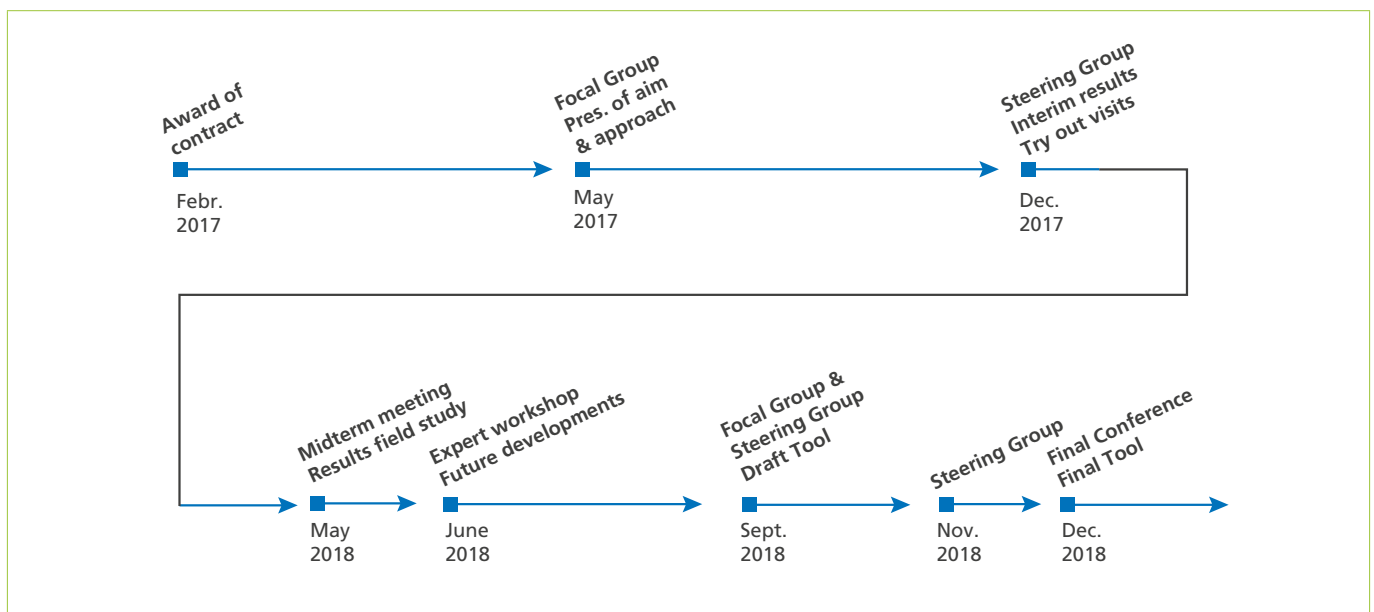 Award of
contract
Febr.
2017
Focal Group
Pres. of aim
& approach
May
2017
Steering Group
Interim results
Try out visits
Dec.
2017
Midterm meeting
Results field study
May
2018
Expert workshop
Future developments
June
2018
Focal Group &
Steering Group
Draft Tool
Sept.
2018
Steering Group
Nov.
2018
Final Conference
Final Tool
Dec.
2018